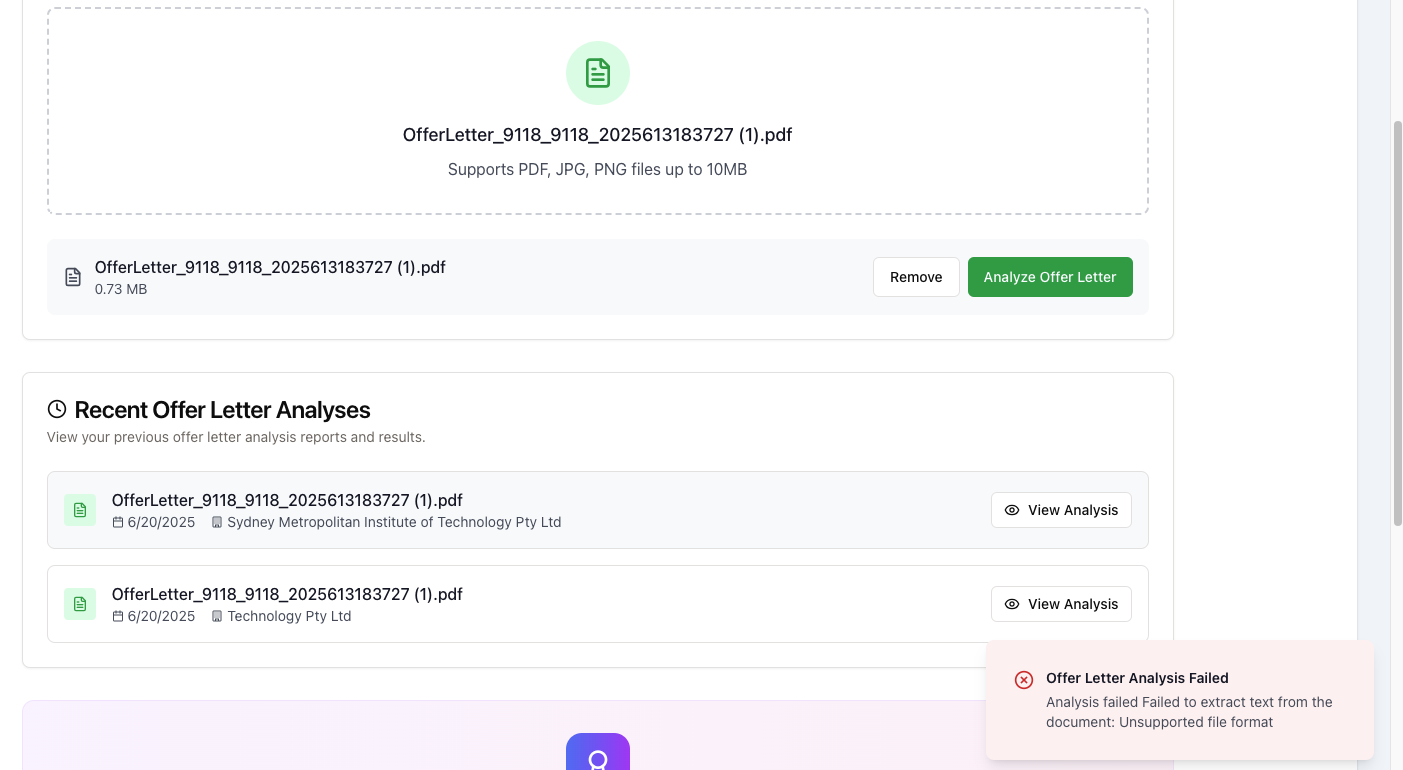 OfferLetter_9118_9118_2025613183727 (1).pdf
Supports PDF, JPG, PNG files up to 10MB
OfferLetter_9118_9118_2025613183727 (1).pdf
0.73 MB
Remove
Analyze Offer Letter
Recent Offer Letter Analyses
View your previous offer letter analysis reports and results.
OfferLetter_9118_9118_2025613183727 (1).pdf
6/20/2025 Sydney Metropolitan Institute of Technology Pty Ltd
View Analysis
OfferLetter_9118_9118_2025613183727 (1).pdf
6/20/2025 Technology Pty Ltd
View Analysis
Offer Letter Analysis Failed
Analysis failed Failed to extract text from the
document: Unsupported file format